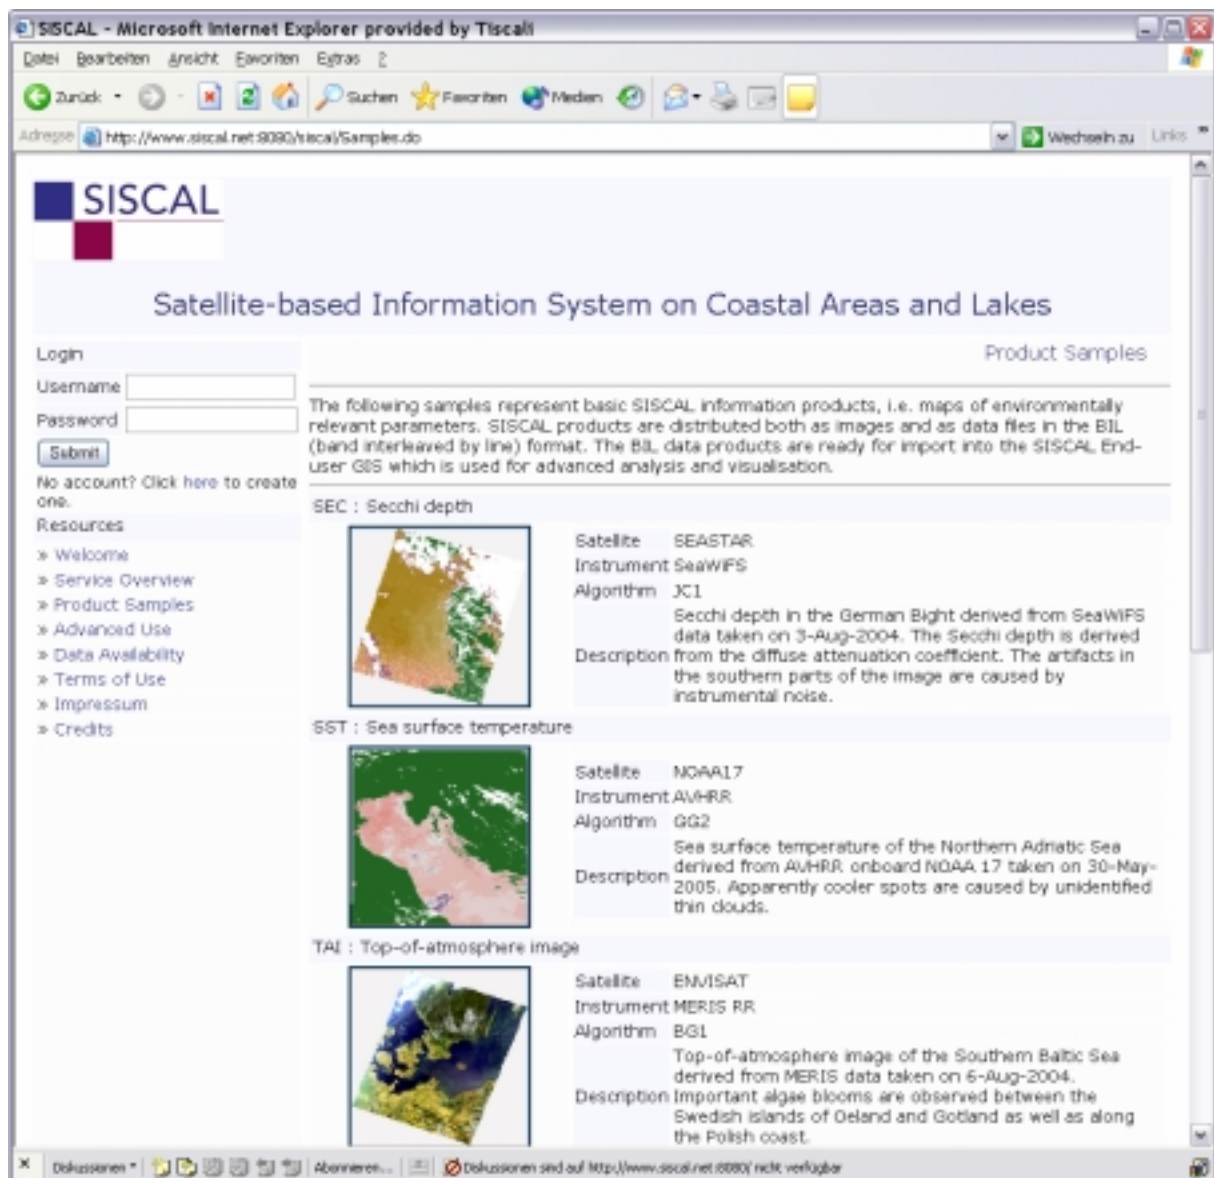 SISCAL - Microsoft Internet Explorer provided by Tiscali
Datei Bearbeiten Ansicht Favoriten Extras ?
Zurück Suchen Favoriten Medien
Adresse http://www.siscal.net:8080/siscal/Samples.do Wechseln zu Links »
SISCAL
Satellite-based Information System on Coastal Areas and Lakes
Login
Username
Password
Submit
No account? Click here to create
one.
Resources
» Welcome
» Service Overview
» Product Samples
» Advanced Use
» Data Availability
» Terms of Use
» Impressum
» Credits
Product Samples
The following samples represent basic SISCAL information products, i.e. maps of environmentally
relevant parameters. SISCAL products are distributed both as images and as data files in the BIL
(band interleaved by line) format. The BIL data products are ready for import into the SISCAL End-
user GIS which is used for advanced analysis and visualisation.
SEC : Secchi depth
Satellite SEASTAR
Instrument SeaWiFS
Algorithm JC1
Description Secchi depth in the German Bight derived from SeaWiFS
data taken on 3-Aug-2004. The Secchi depth is derived
from the diffuse attenuation coefficient. The artifacts in
the southern parts of the image are caused by
instrumental noise.
SST : Sea surface temperature
Satellite NOAA17
Instrument AVHRR
Algorithm GG2
Description Sea surface temperature of the Northern Adriatic Sea
derived from AVHRR onboard NOAA 17 taken on 30-May-
2005. Apparently cooler spots are caused by unidentified
thin clouds.
TAI : Top-of-atmosphere image
Satellite ENVISAT
Instrument MERIS RR
Algorithm BG1
Description Top-of-atmosphere image of the Southern Baltic Sea
derived from MERIS data taken on 6-Aug-2004.
Important algae blooms are observed between the
Swedish islands of Oeland and Gotland as well as along
the Polish coast.
Diskussionen Abonnieren... Diskussionen sind auf http://www.siscal.net:8080/ nicht verfügbar